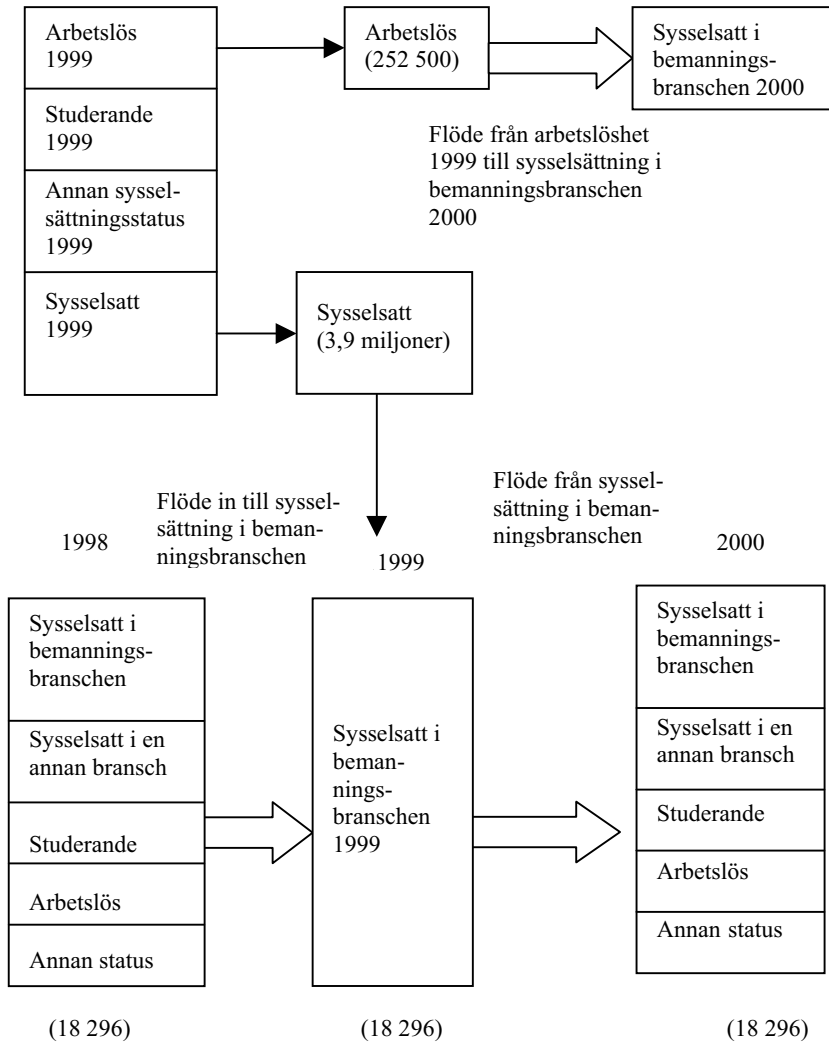 Arbetslös
1999
Studerande
1999
Annan syssel-
sättningsstatus
1999
Sysselsatt
1999
Arbetslös
(252 500)
Sysselsatt i
bemannings-
branschen 2000
Flöde från arbetslöshet
1999 till sysselsättning i
bemanningsbranschen
2000
Sysselsatt
(3,9 miljoner)
Flöde in till syssel-
sättning i beman-
ningsbranschen
Flöde från syssel-
sättning i beman-
ningsbranschen
1998
1999
2000
Sysselsatt i
bemannings-
branschen
Sysselsatt i en
annan bransch
Studerande
Arbetslös
Annan status
Sysselsatt i
beman-
nings-
branschen
1999
Sysselsatt i
bemannings-
branschen
Sysselsatt i en
annan bransch
Studerande
Arbetslös
Annan status
(18 296)
(18 296)
(18 296)